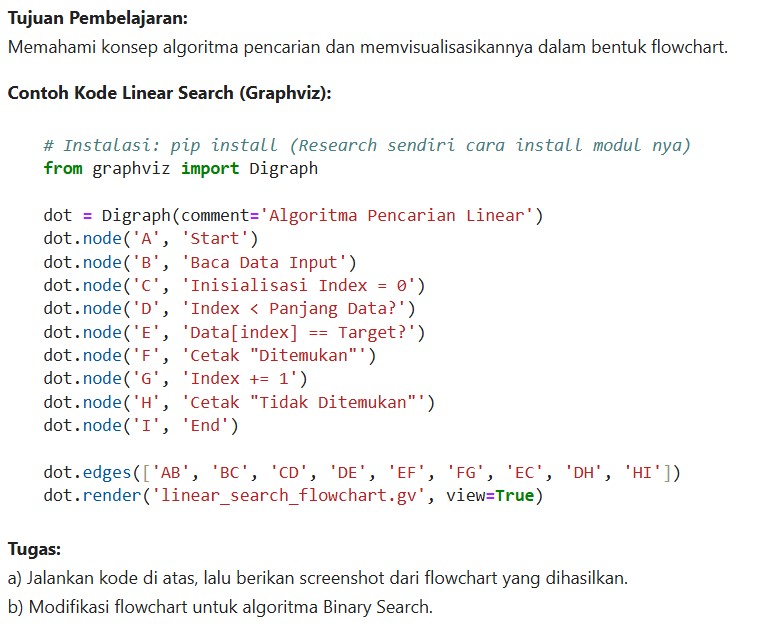 Tujuan Pembelajaran:
Memahami konsep algoritma pencarian dan memvisualisasikannya dalam bentuk flowchart.
Contoh Kode Linear Search (Graphviz):
# Instalasi: pip install (Research sendiri cara install modul nya)
from graphviz import Digraph
dot = Digraph(comment='Algoritma Pencarian Linear')
dot.node('A', 'Start')
dot.node('B', 'Baca Data Input')
dot.node('C', 'Inisialisasi Index = 0')
dot.node('D', 'Index < Panjang Data?')
dot.node('E', 'Data[index] == Target?')
dot.node('F', 'Cetak "Ditemukan"')
dot.node('G', 'Index += 1')
dot.node('H', 'Cetak "Tidak Ditemukan"')
dot.node('I', 'End')
dot.edges(['AB', 'BC', 'CD', 'DE', 'EF', 'FG', 'EC', 'DH', 'HI'])
dot.render('linear_search_flowchart.gv', view=True)
Tugas:
a) Jalankan kode di atas, lalu berikan screenshot dari flowchart yang dihasilkan.
b) Modifikasi flowchart untuk algoritma Binary Search.